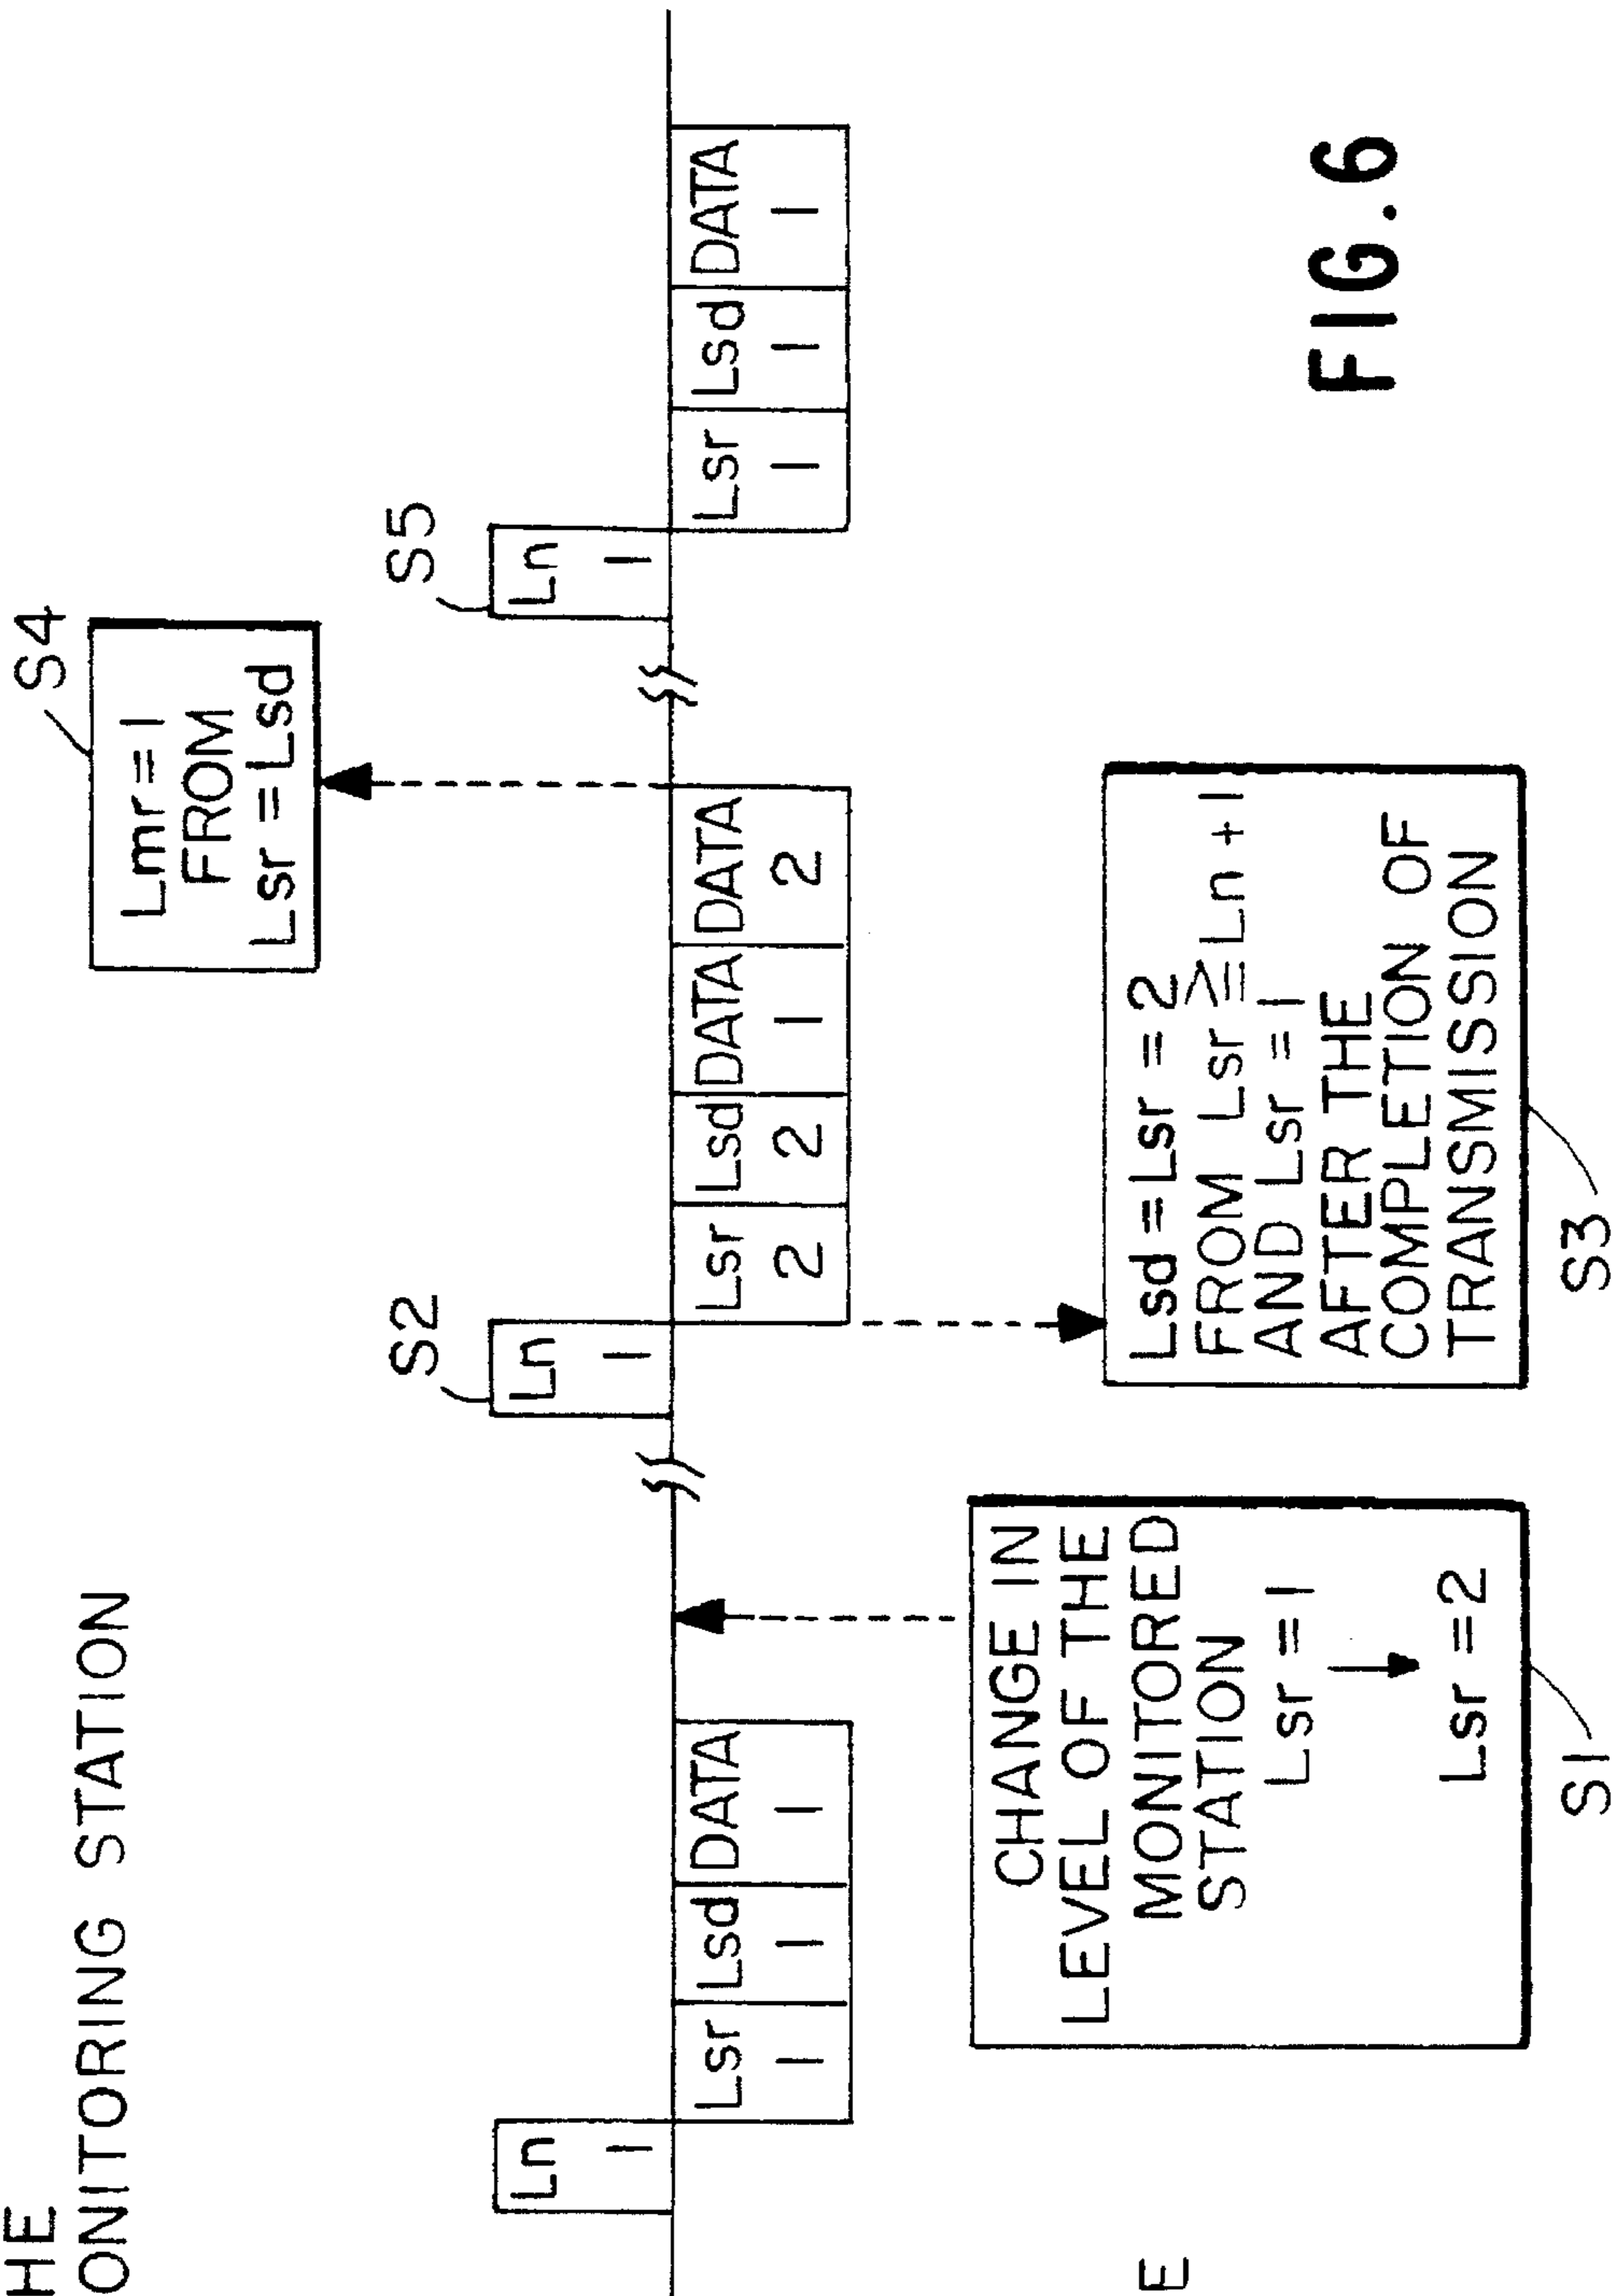 HE
ONITORING STATION
S4
Lmr=1
FROM
Lsr=Lsd
S2
S5
Ln
1
Ln
1
Ln
1
Lsr Lsd DATA
1 1 1
Lsr Lsd DATA DATA
2 2 1 2
Lsr Lsd DATA
1 1 1
CHANGE IN
LEVEL OF THE
MONITORED
STATION
Lsr=1
Lsr=2
S1
Lsd=Lsr=2
FROM Lsr≧Ln+1
AND Lsr=1
AFTER THE
COMPLETION OF
TRANSMISSION
S3
E
FIG.6